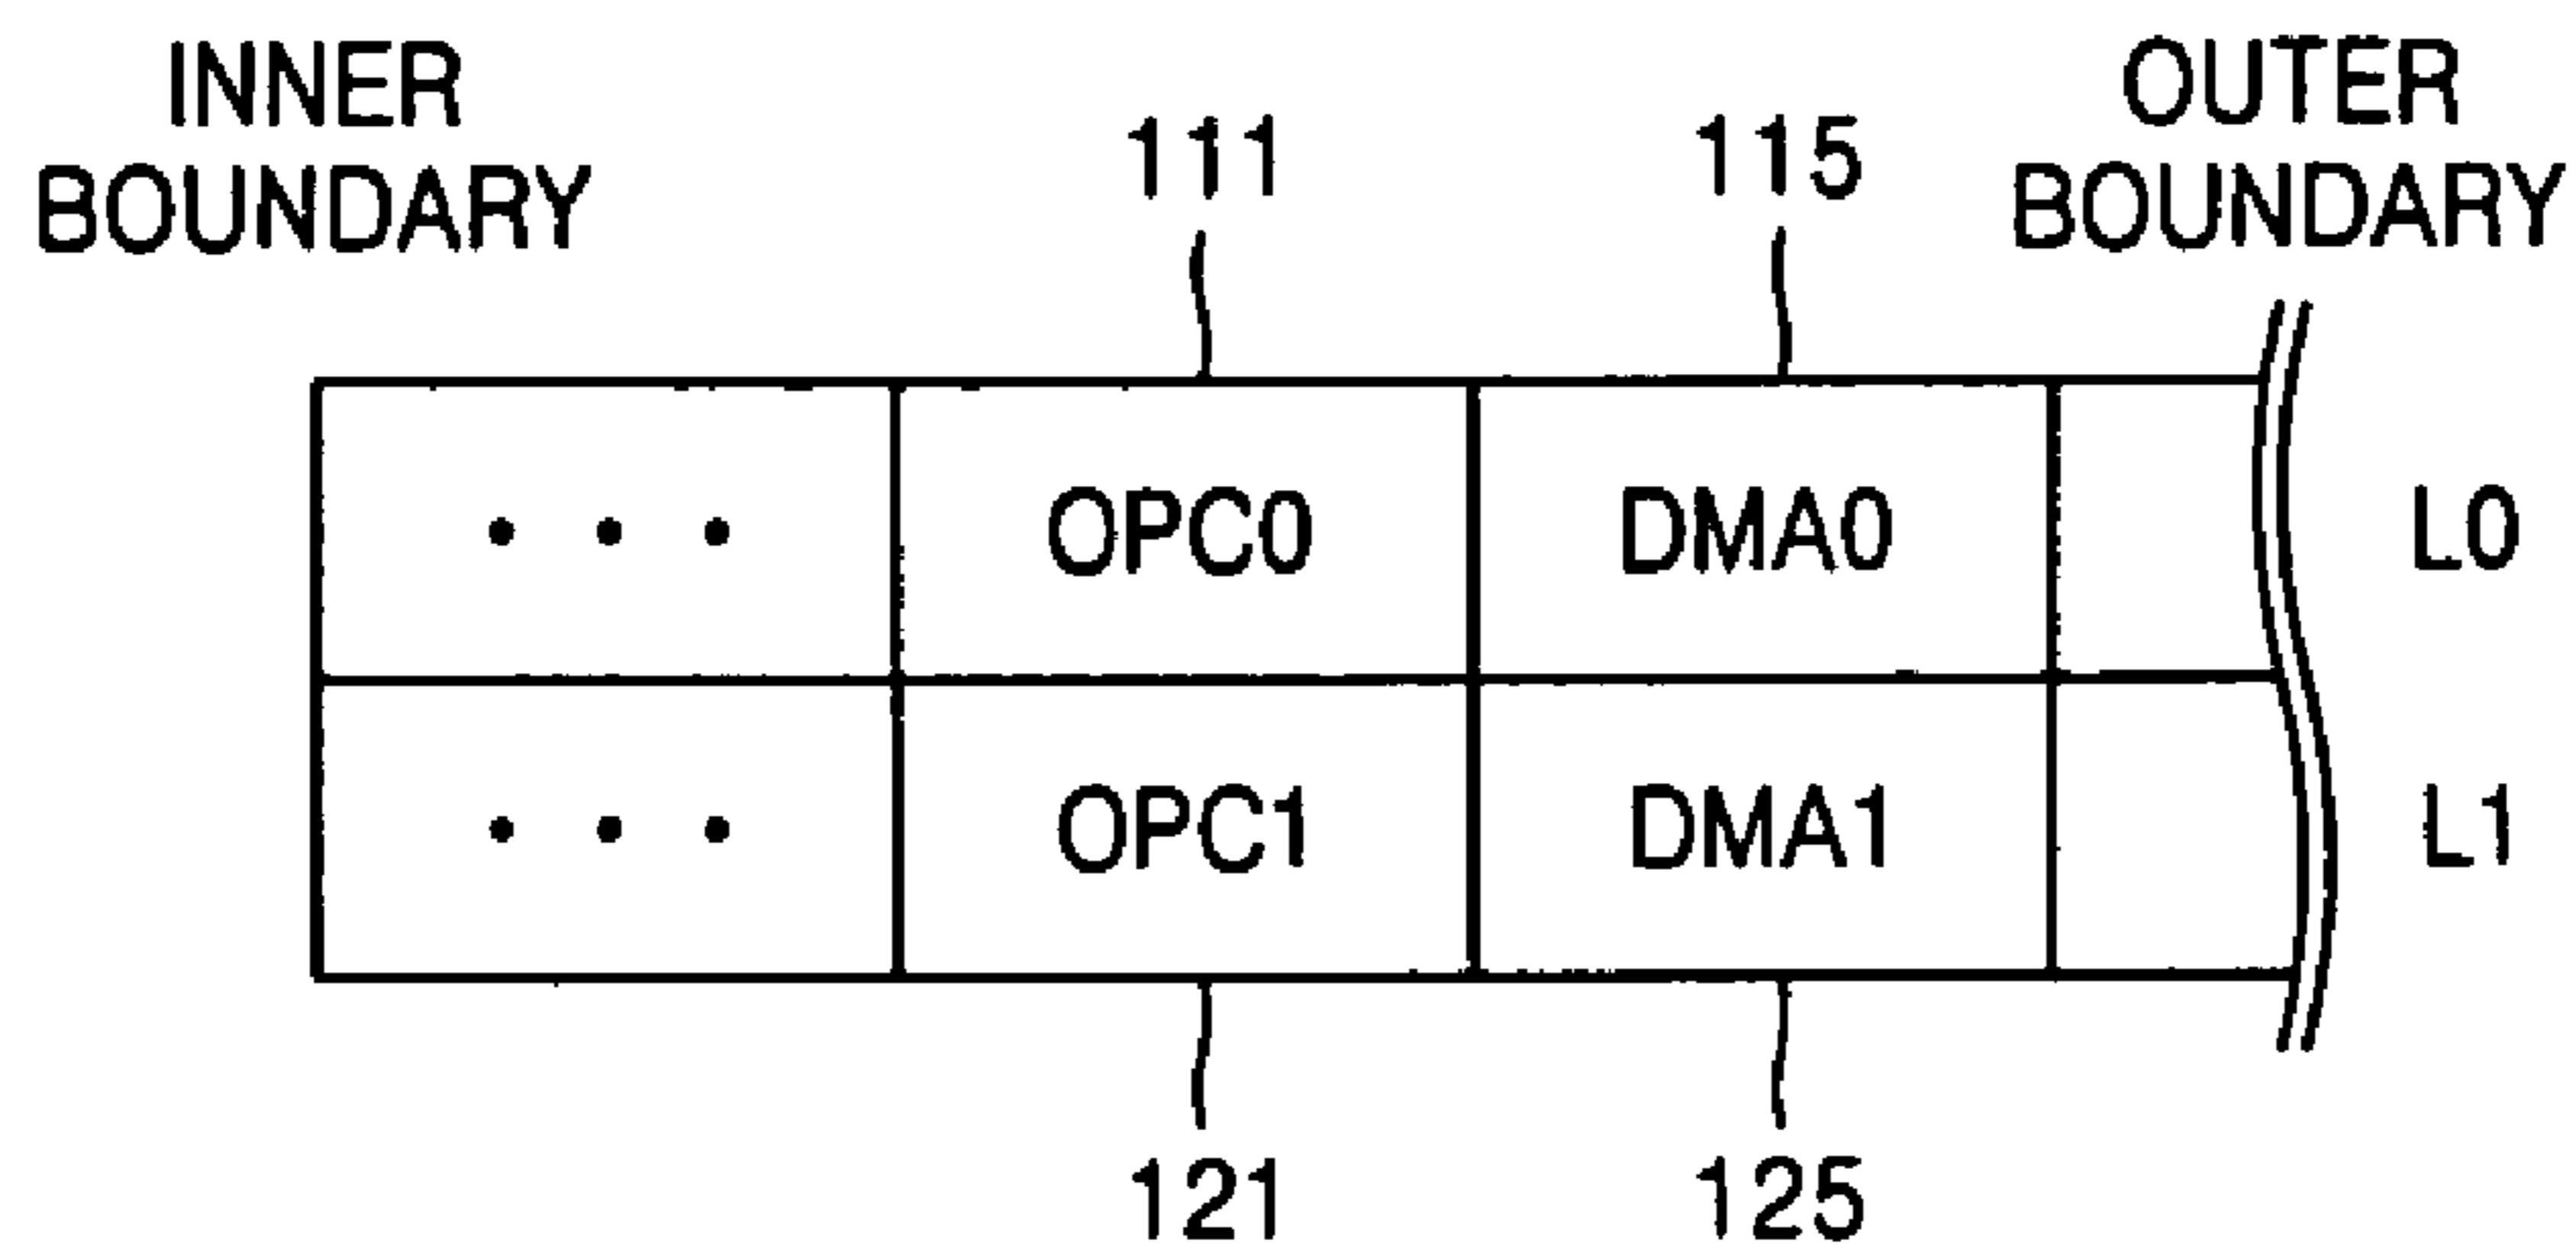 INNER
BOUNDARY
111
115
OUTER
BOUNDARY
• • •
OPC0
DMA0
L0
• • •
OPC1
DMA1
L1
121
125